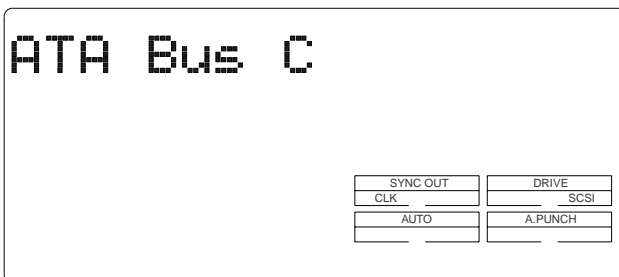 ATA Bus C
SYNC OUT DRIVE
CLK SCSI
AUTO A.PUNCH